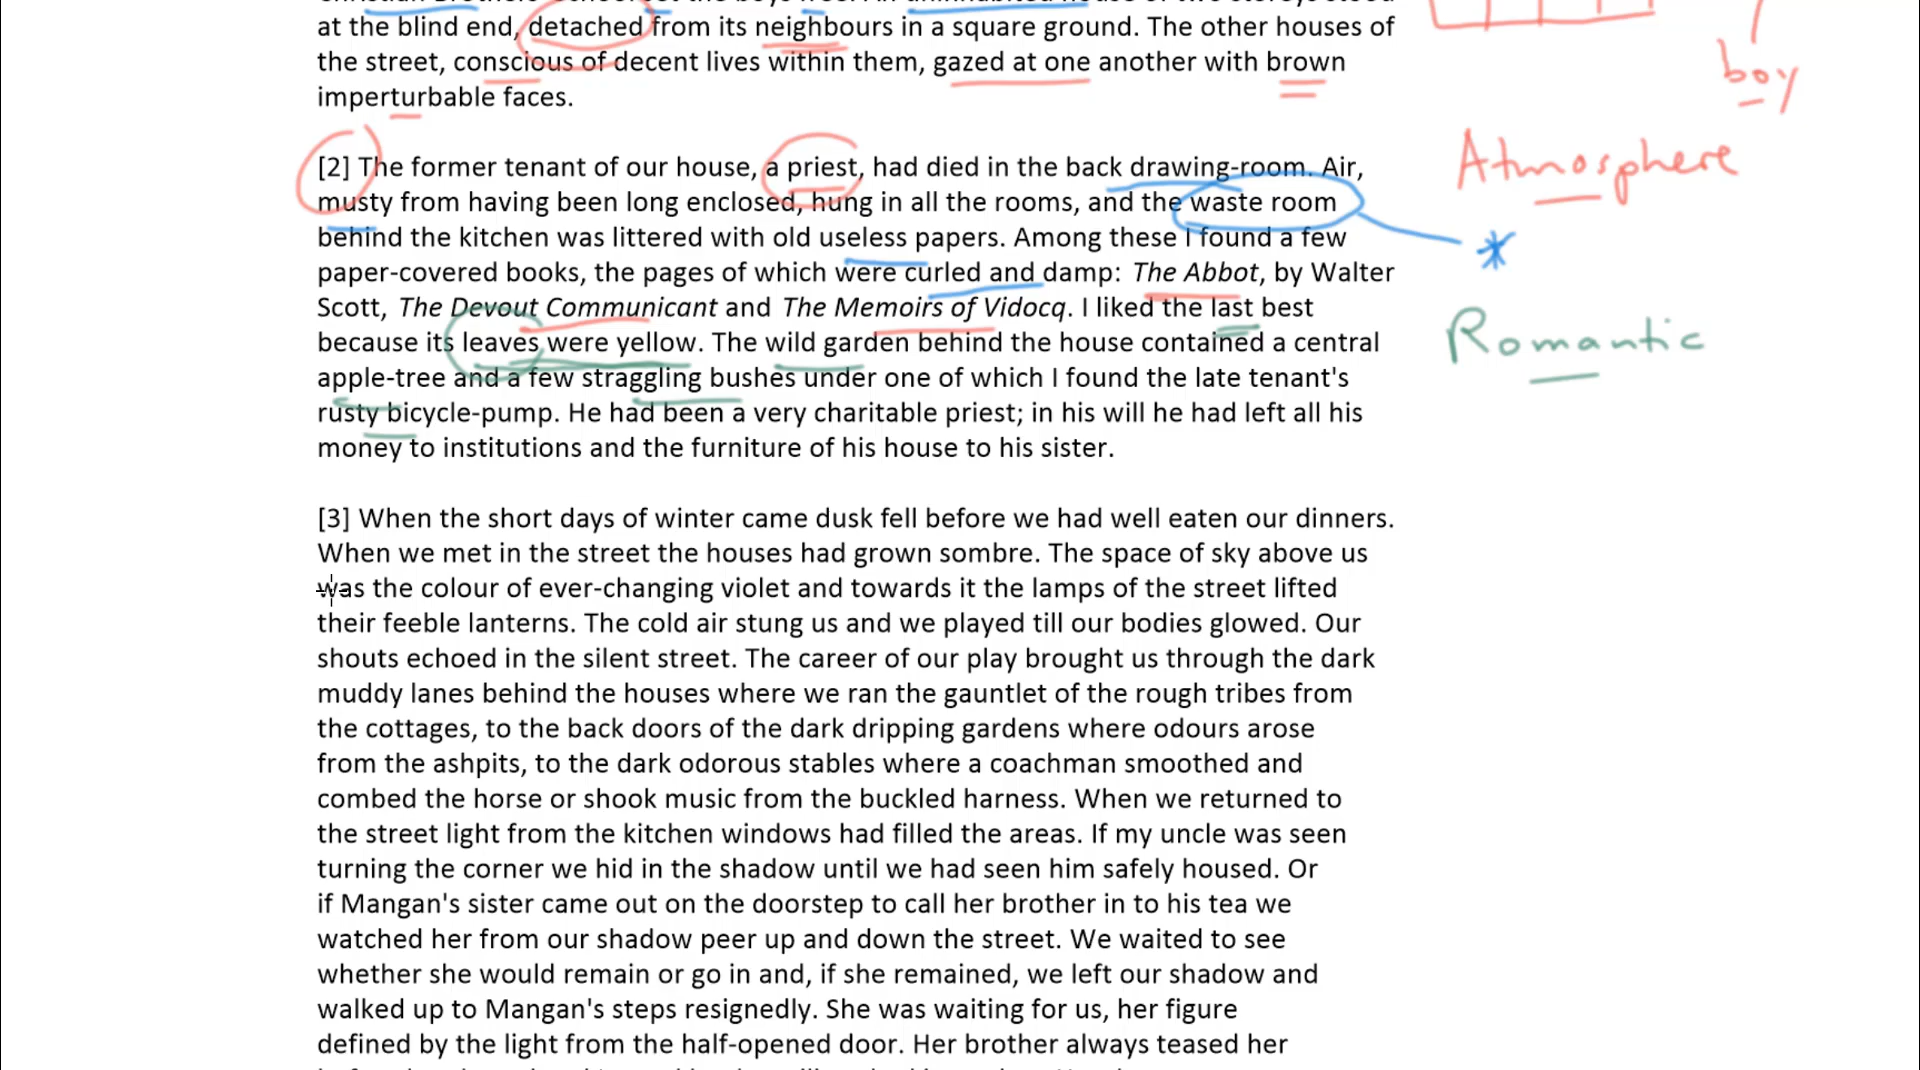 at the blind end, detached from its neighbours in a square ground. The other houses of
the street, conscious of decent lives within them, gazed at one another with brown
imperturbable faces.
boy
Atmosphere
[2] The former tenant of our house, a priest, had died in the back drawing-room. Air,
musty from having been long enclosed, hung in all the rooms, and the waste room
behind the kitchen was littered with old useless papers. Among these I found a few
paper-covered books, the pages of which were curled and damp: The Abbot, by Walter
Scott, The Devout Communicant and The Memoirs of Vidocq. I liked the last best
because its leaves were yellow. The wild garden behind the house contained a central
apple-tree and a few straggling bushes under one of which I found the late tenant's
rusty bicycle-pump. He had been a very charitable priest; in his will he had left all his
money to institutions and the furniture of his house to his sister.
*
Romantic
[3] When the short days of winter came dusk fell before we had well eaten our dinners.
When we met in the street the houses had grown sombre. The space of sky above us
was the colour of ever-changing violet and towards it the lamps of the street lifted
their feeble lanterns. The cold air stung us and we played till our bodies glowed. Our
shouts echoed in the silent street. The career of our play brought us through the dark
muddy lanes behind the houses where we ran the gauntlet of the rough tribes from
the cottages, to the back doors of the dark dripping gardens where odours arose
from the ashpits, to the dark odorous stables where a coachman smoothed and
combed the horse or shook music from the buckled harness. When we returned to
the street light from the kitchen windows had filled the areas. If my uncle was seen
turning the corner we hid in the shadow until we had seen him safely housed. Or
if Mangan's sister came out on the doorstep to call her brother in to his tea we
watched her from our shadow peer up and down the street. We waited to see
whether she would remain or go in and, if she remained, we left our shadow and
walked up to Mangan's steps resignedly. She was waiting for us, her figure
defined by the light from the half-opened door. Her brother always teased her